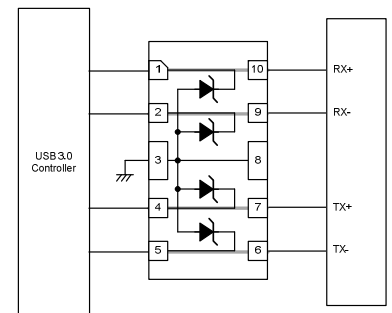 1 10 RX+
2 9 RX-
USB 3.0
Controller
3 8
4 7 TX+
5 6 TX-